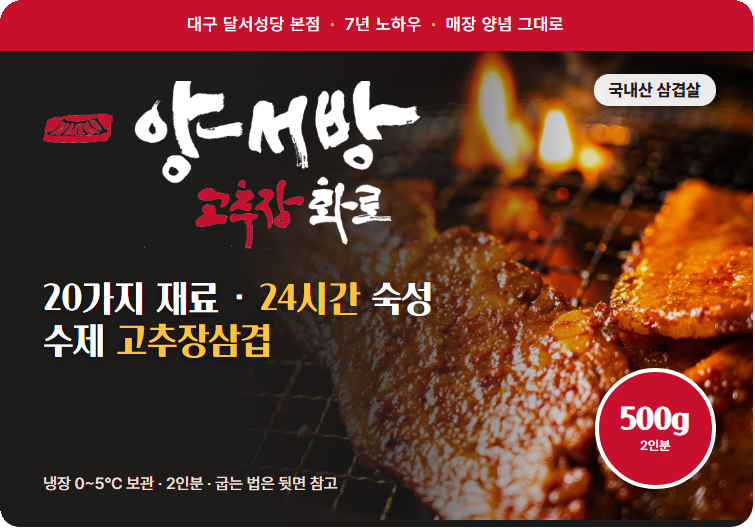 대구 달서성당 본점 · 7년 노하우 · 매장 양념 그대로
국내산 삼겹살
양서방
고추장 화로
20가지 재료 · 24시간 숙성
수제 고추장삼겹
500g
2인분
냉장 0~5℃ 보관 · 2인분 · 굽는 법은 뒷면 참고